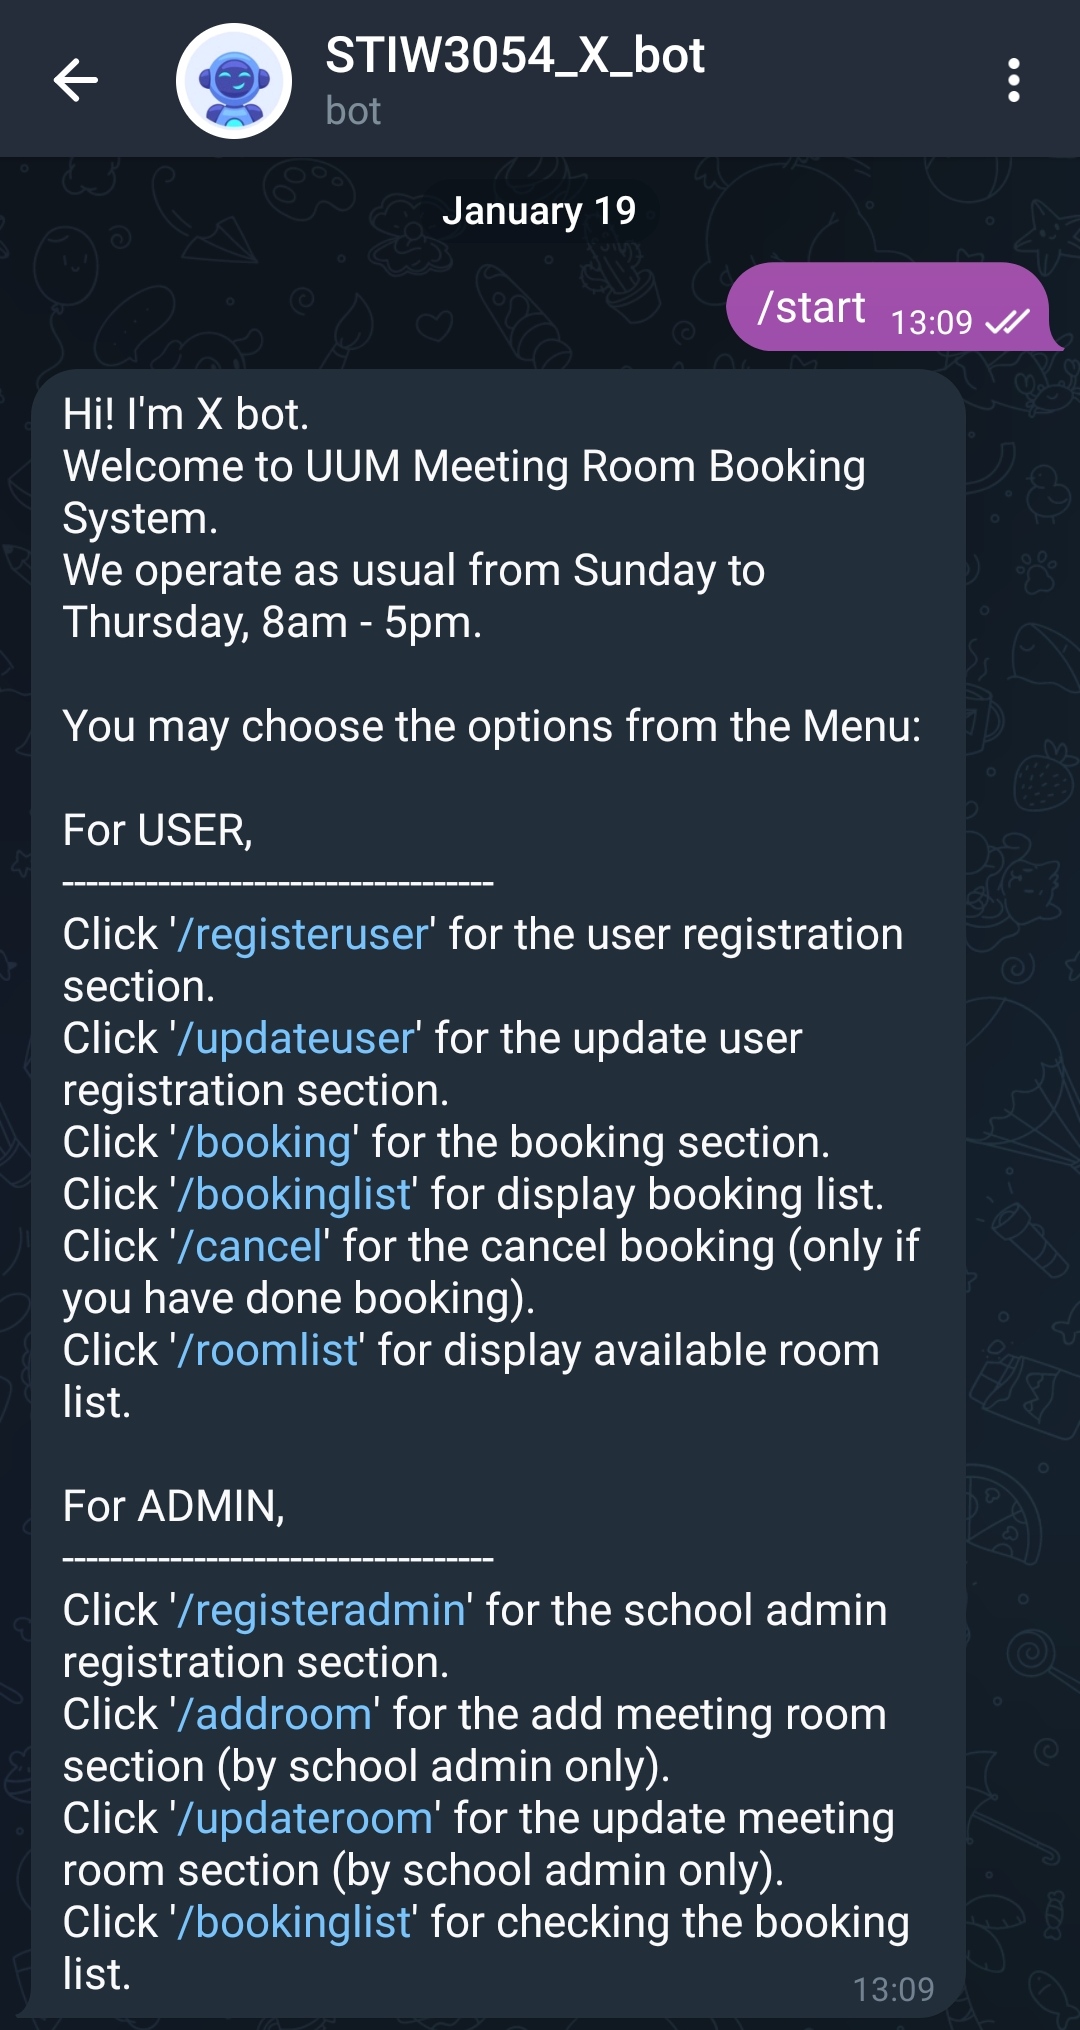 STIW3054_X_bot
bot
January 19
/start 13:09
Hi! I'm X bot.
Welcome to UUM Meeting Room Booking
System.
We operate as usual from Sunday to
Thursday, 8am - 5pm.
You may choose the options from the Menu:
For USER,
------------------------------------
Click '/registeruser' for the user registration
section.
Click '/updateuser' for the update user
registration section.
Click '/booking' for the booking section.
Click '/bookinglist' for display booking list.
Click '/cancel' for the cancel booking (only if
you have done booking).
Click '/roomlist' for display available room
list.
For ADMIN,
------------------------------------
Click '/registeradmin' for the school admin
registration section.
Click '/addroom' for the add meeting room
section (by school admin only).
Click '/updateroom' for the update meeting
room section (by school admin only).
Click '/bookinglist' for checking the booking
list.
13:09